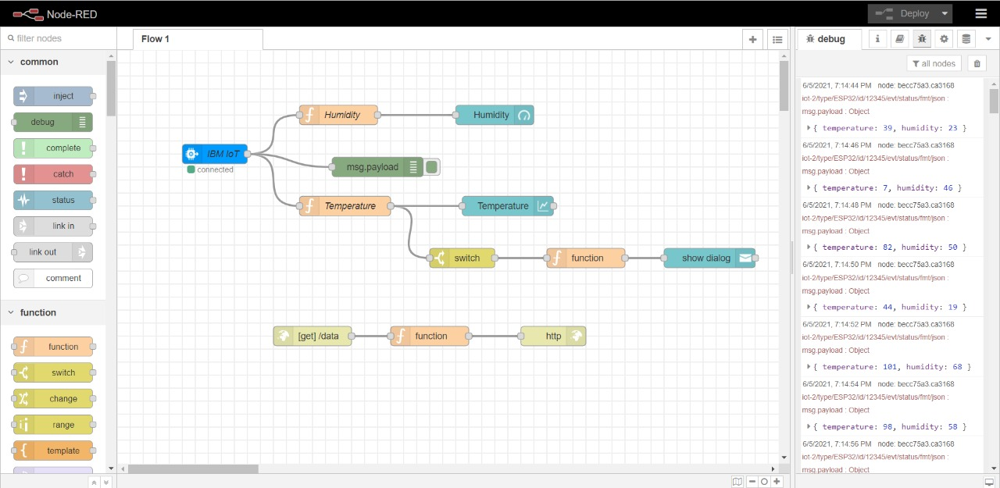 Node-RED
Deploy
filter nodes
common
inject
debug
complete
catch
status
link in
link out
comment
function
function
switch
change
range
template
Flow 1
Humidity
Humidity
IBM IoT
connected
msg.payload
Temperature
Temperature
switch
function
show dialog
[get] /data
function
http
debug
i
all nodes
6/5/2021, 7:14:44 PM node: becc75a3.ca3168
iot-2/type/ESP32/id/12345/evt/status/fmt/json :
msg.payload : Object
{ temperature: 39, humidity: 23 }
6/5/2021, 7:14:46 PM node: becc75a3.ca3168
iot-2/type/ESP32/id/12345/evt/status/fmt/json :
msg.payload : Object
{ temperature: 7, humidity: 46 }
6/5/2021, 7:14:48 PM node: becc75a3.ca3168
iot-2/type/ESP32/id/12345/evt/status/fmt/json :
msg.payload : Object
{ temperature: 82, humidity: 50 }
6/5/2021, 7:14:50 PM node: becc75a3.ca3168
iot-2/type/ESP32/id/12345/evt/status/fmt/json :
msg.payload : Object
{ temperature: 44, humidity: 19 }
6/5/2021, 7:14:52 PM node: becc75a3.ca3168
iot-2/type/ESP32/id/12345/evt/status/fmt/json :
msg.payload : Object
{ temperature: 101, humidity: 68 }
6/5/2021, 7:14:54 PM node: becc75a3.ca3168
iot-2/type/ESP32/id/12345/evt/status/fmt/json :
msg.payload : Object
{ temperature: 98, humidity: 58 }
6/5/2021, 7:14:56 PM node: becc75a3.ca3168
iot-2/type/ESP32/id/12345/evt/status/fmt/json :
msg.payload : Object